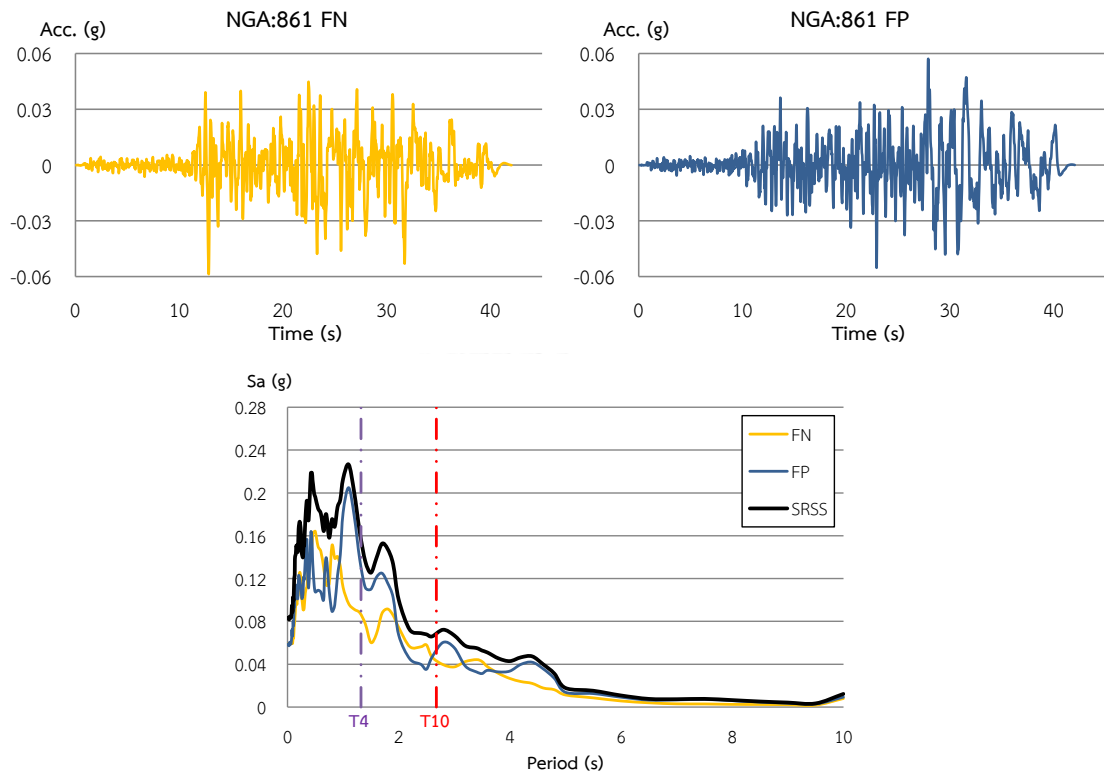 NGA:861 FN
Acc. (g)
0.06
0.03
0
-0.03
-0.06
0 10 20 30 40
Time (s)
NGA:861 FP
Acc. (g)
0.06
0.03
0
-0.03
-0.06
0 10 20 30 40
Time (s)
Sa (g)
0.28
0.24
0.2
0.16
0.12
0.08
0.04
0
FN
FP
SRSS
T4 T10
0 2 4 6 8 10
Period (s)